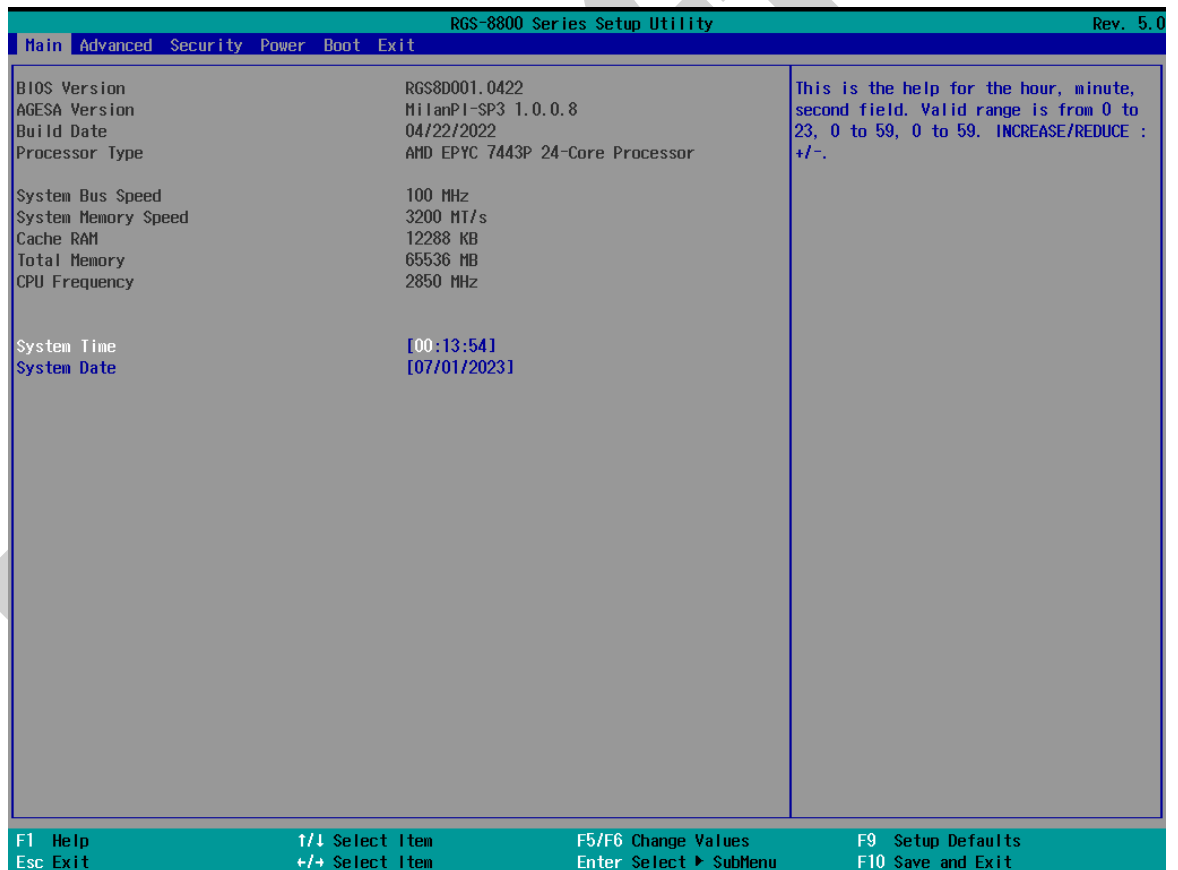 RGS-8800 Series Setup Utility Rev. 5.0
Main Advanced Security Power Boot Exit
BIOS Version RGS8D001.0422
AGESA Version MilanPI-SP3 1.0.0.8
Build Date 04/22/2022
Processor Type AMD EPYC 7443P 24-Core Processor
System Bus Speed 100 MHz
System Memory Speed 3200 MT/s
Cache RAM 12288 KB
Total Memory 65536 MB
CPU Frequency 2850 MHz
System Time [00:13:54]
System Date [07/01/2023]
This is the help for the hour, minute,
second field. Valid range is from 0 to
23, 0 to 59, 0 to 59. INCREASE/REDUCE :
+/-.
F1 Help ↑/↓ Select Item F5/F6 Change Values F9 Setup Defaults
Esc Exit ←/→ Select Item Enter Select ▶ SubMenu F10 Save and Exit